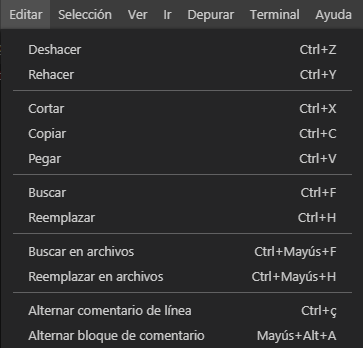 Editar Selección Ver Ir Depurar Terminal Ayuda
Deshacer Ctrl+Z
Rehacer Ctrl+Y
Cortar Ctrl+X
Copiar Ctrl+C
Pegar Ctrl+V
Buscar Ctrl+F
Reemplazar Ctrl+H
Buscar en archivos Ctrl+Mayús+F
Reemplazar en archivos Ctrl+Mayús+H
Alternar comentario de línea Ctrl+ç
Alternar bloque de comentario Mayús+Alt+A